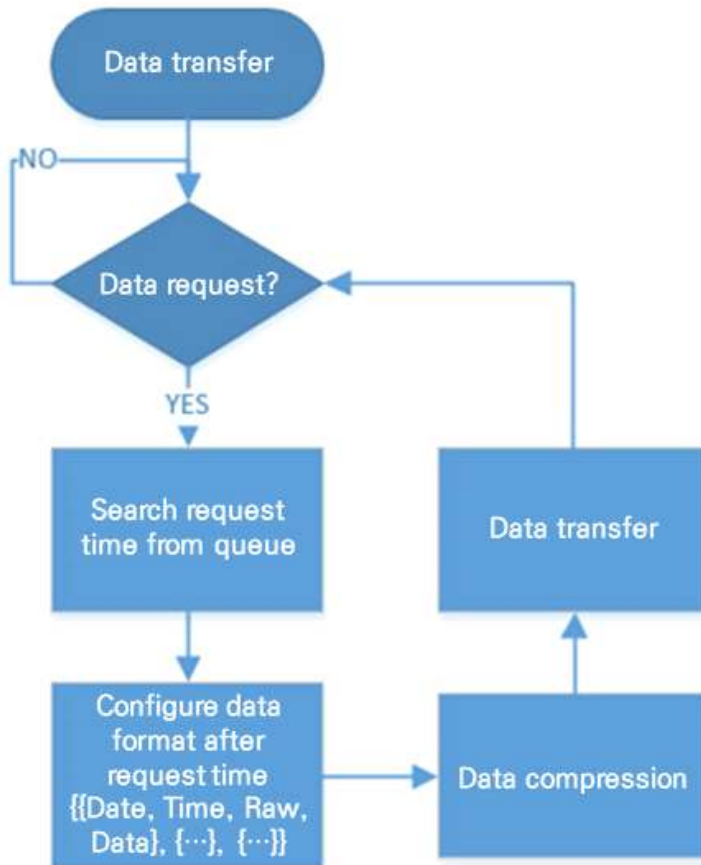 Data transfer
NO
Data request?
YES
Search request
time from queue
Configure data
format after
request time
{{Date, Time, Raw,
Data}, {⋯}, {⋯}}
Data compression
Data transfer